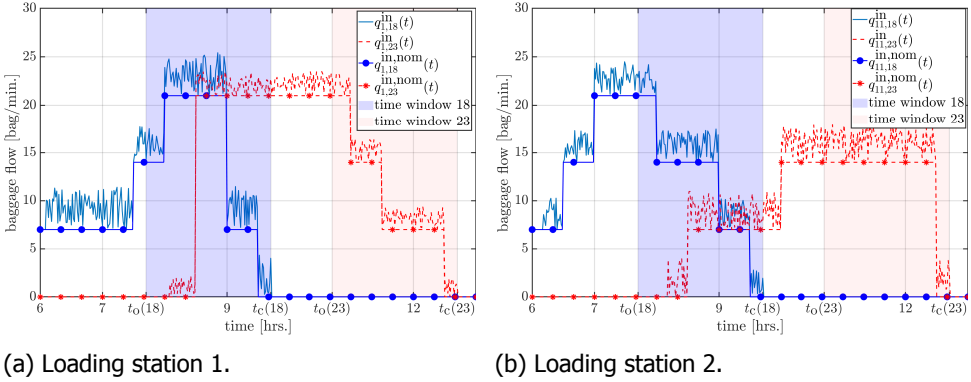 30
25
20
15
10
5
0
baggage flow [bag/min.]
6
7
t_o(18)
9
t_c(18)
t_o(23)
12
t_c(23)
time [hrs.]
q^{in}_{1,18}(t)
q^{in}_{1,23}(t)
q^{in,nom}_{1,18}(t)
q^{in,nom}_{1,23}(t)
time window 18
time window 23
(a) Loading station 1.
30
25
20
15
10
5
0
baggage flow [bag/min.]
6
7
t_o(18)
9
t_c(18)
t_o(23)
12
t_c(23)
time [hrs.]
q^{in}_{11,18}(t)
q^{in}_{11,23}(t)
q^{in,nom}_{11,18}(t)
q^{in,nom}_{11,23}(t)
time window 18
time window 23
(b) Loading station 2.